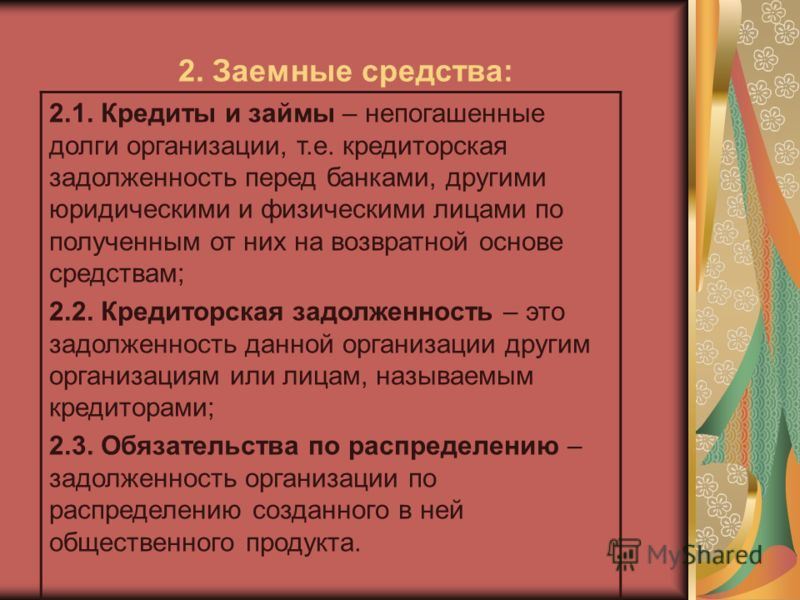 2. Заемные средства:
2.1. Кредиты и займы – непогашенные
долги организации, т.е. кредиторская
задолженность перед банками, другими
юридическими и физическими лицами по
полученным от них на возвратной основе
средствам;
2.2. Кредиторская задолженность – это
задолженность данной организации другим
организациям или лицам, называемым
кредиторами;
2.3. Обязательства по распределению –
задолженность организации по
распределению созданного в ней
общественного продукта.
MyShared